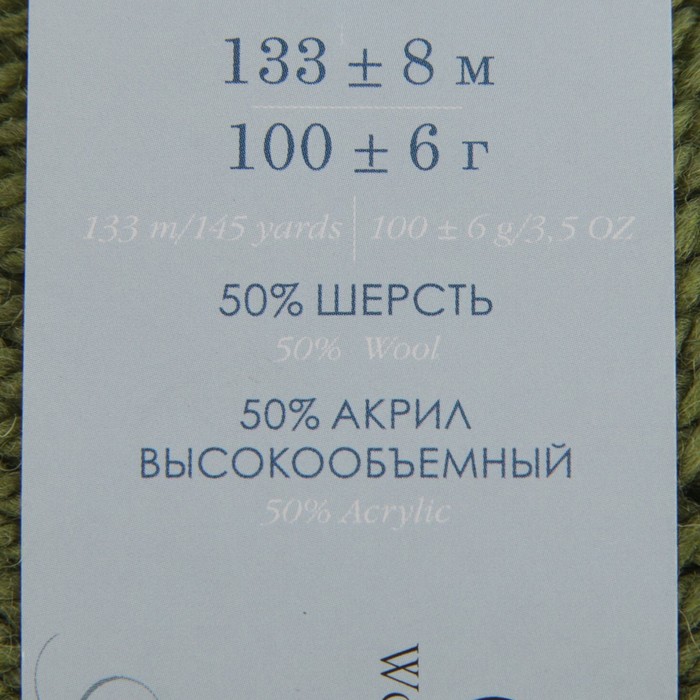 133 ± 8 м
100 ± 6 г
133 m/145 yards | 100 ± 6 g/3,5 OZ
50% ШЕРСТЬ
50% Wool
50% АКРИЛ
ВЫСОКООБЪЕМНЫЙ
50% Acrylic